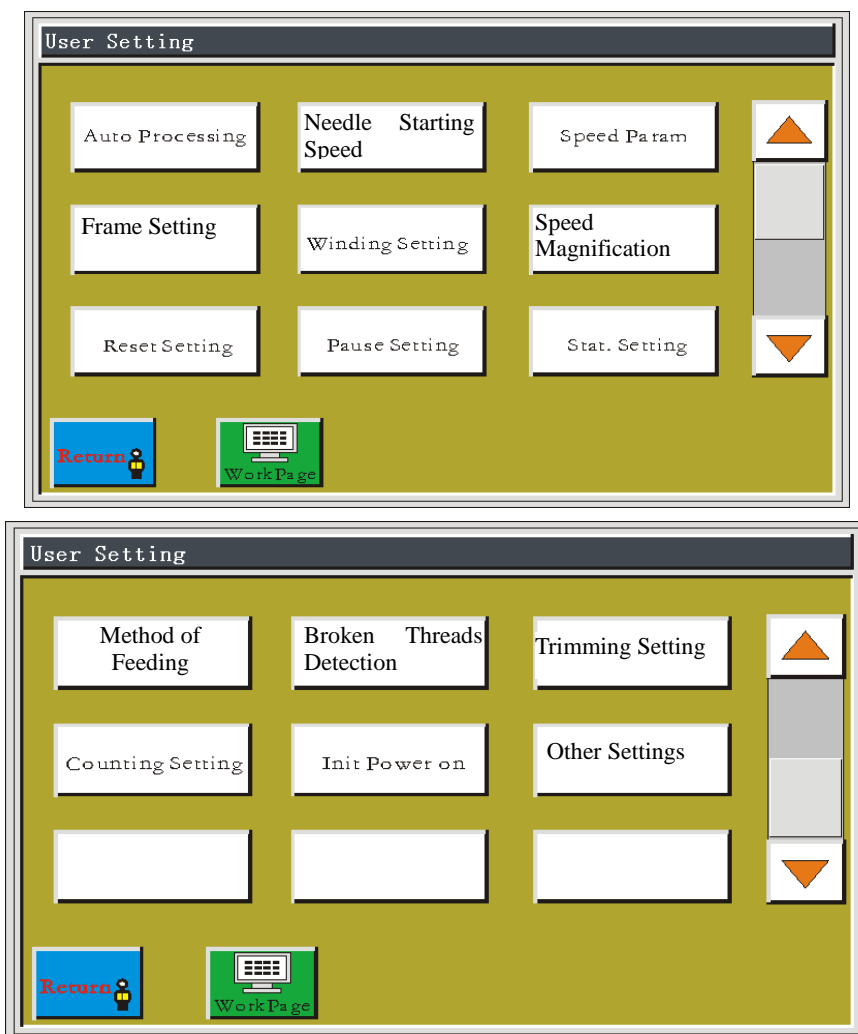 User Setting
Auto Processing
Needle Starting
Speed
Speed Param
Frame Setting
Winding Setting
Speed
Magnification
Reset Setting
Pause Setting
Stat. Setting
Return
WorkPage
User Setting
Method of
Feeding
Broken Threads
Detection
Trimming Setting
Counting Setting
Init Power on
Other Settings
Return
WorkPage